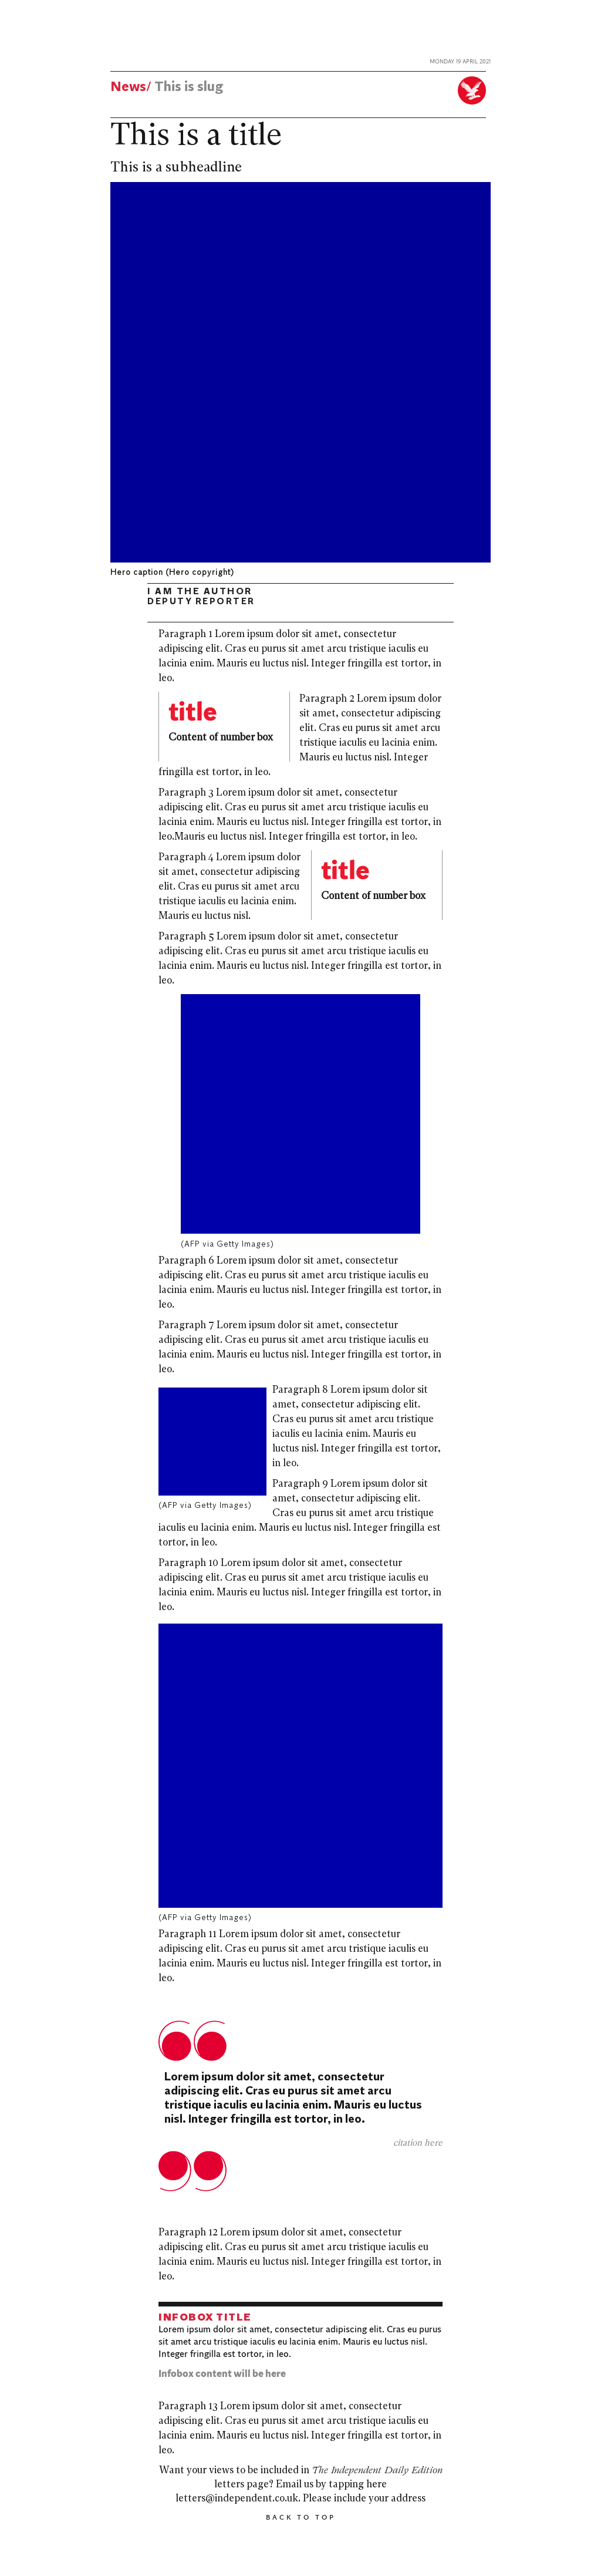 MONDAY 19 APRIL 2021
News/ This is slug
This is a title
This is a subheadline
Hero caption (Hero copyright)
I AM THE AUTHOR
DEPUTY REPORTER
Paragraph 1 Lorem ipsum dolor sit amet, consectetur
adipiscing elit. Cras eu purus sit amet arcu tristique iaculis eu
lacinia enim. Mauris eu luctus nisl. Integer fringilla est tortor, in
leo.
title
Content of number box
Paragraph 2 Lorem ipsum dolor
sit amet, consectetur adipiscing
elit. Cras eu purus sit amet arcu
tristique iaculis eu lacinia enim.
Mauris eu luctus nisl. Integer
fringilla est tortor, in leo.
Paragraph 3 Lorem ipsum dolor sit amet, consectetur
adipiscing elit. Cras eu purus sit amet arcu tristique iaculis eu
lacinia enim. Mauris eu luctus nisl. Integer fringilla est tortor, in
leo.Mauris eu luctus nisl. Integer fringilla est tortor, in leo.
Paragraph 4 Lorem ipsum dolor
sit amet, consectetur adipiscing
elit. Cras eu purus sit amet arcu
tristique iaculis eu lacinia enim.
Mauris eu luctus nisl.
title
Content of number box
Paragraph 5 Lorem ipsum dolor sit amet, consectetur
adipiscing elit. Cras eu purus sit amet arcu tristique iaculis eu
lacinia enim. Mauris eu luctus nisl. Integer fringilla est tortor, in
leo.
(AFP via Getty Images)
Paragraph 6 Lorem ipsum dolor sit amet, consectetur
adipiscing elit. Cras eu purus sit amet arcu tristique iaculis eu
lacinia enim. Mauris eu luctus nisl. Integer fringilla est tortor, in
leo.
Paragraph 7 Lorem ipsum dolor sit amet, consectetur
adipiscing elit. Cras eu purus sit amet arcu tristique iaculis eu
lacinia enim. Mauris eu luctus nisl. Integer fringilla est tortor, in
leo.
(AFP via Getty Images)
Paragraph 8 Lorem ipsum dolor sit
amet, consectetur adipiscing elit.
Cras eu purus sit amet arcu tristique
iaculis eu lacinia enim. Mauris eu
luctus nisl. Integer fringilla est tortor,
in leo.
Paragraph 9 Lorem ipsum dolor sit
amet, consectetur adipiscing elit.
Cras eu purus sit amet arcu tristique
iaculis eu lacinia enim. Mauris eu luctus nisl. Integer fringilla est
tortor, in leo.
Paragraph 10 Lorem ipsum dolor sit amet, consectetur
adipiscing elit. Cras eu purus sit amet arcu tristique iaculis eu
lacinia enim. Mauris eu luctus nisl. Integer fringilla est tortor, in
leo.
(AFP via Getty Images)
Paragraph 11 Lorem ipsum dolor sit amet, consectetur
adipiscing elit. Cras eu purus sit amet arcu tristique iaculis eu
lacinia enim. Mauris eu luctus nisl. Integer fringilla est tortor, in
leo.
Lorem ipsum dolor sit amet, consectetur
adipiscing elit. Cras eu purus sit amet arcu
tristique iaculis eu lacinia enim. Mauris eu luctus
nisl. Integer fringilla est tortor, in leo.
citation here
Paragraph 12 Lorem ipsum dolor sit amet, consectetur
adipiscing elit. Cras eu purus sit amet arcu tristique iaculis eu
lacinia enim. Mauris eu luctus nisl. Integer fringilla est tortor, in
leo.
INFOBOX TITLE
Lorem ipsum dolor sit amet, consectetur adipiscing elit. Cras eu purus
sit amet arcu tristique iaculis eu lacinia enim. Mauris eu luctus nisl.
Integer fringilla est tortor, in leo.
Infobox content will be here
Paragraph 13 Lorem ipsum dolor sit amet, consectetur
adipiscing elit. Cras eu purus sit amet arcu tristique iaculis eu
lacinia enim. Mauris eu luctus nisl. Integer fringilla est tortor, in
leo.
Want your views to be included in The Independent Daily Edition
letters page? Email us by tapping here
letters@independent.co.uk. Please include your address
BACK TO TOP